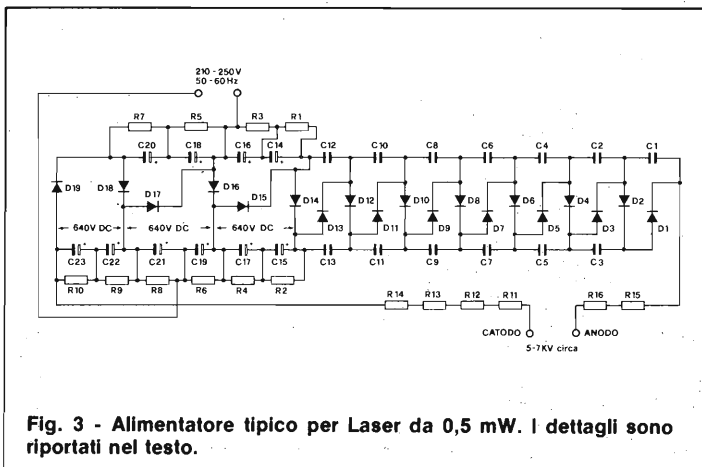 210-250V
50-60Hz
R7 R5 R3 R1
C20 C18 C16 C14 C12 C10 C8 C6 C4 C2 C1
D19 D18 D17 D16 D15 D14 D13 D12 D11 D10 D9 D8 D7 D6 D5 D4 D3 D2 D1
640V DC 640V DC 640V DC
C23 C22 C21 C19 C17 C15 C13 C11 C9 C7 C5 C3
R10 R9 R8 R6 R4 R2
R14 R13 R12 R11 R16 R15
CATODO ANODO
5-7KV circa
Fig. 3 - Alimentatore tipico per Laser da 0,5 mW. I dettagli sono
riportati nel testo.